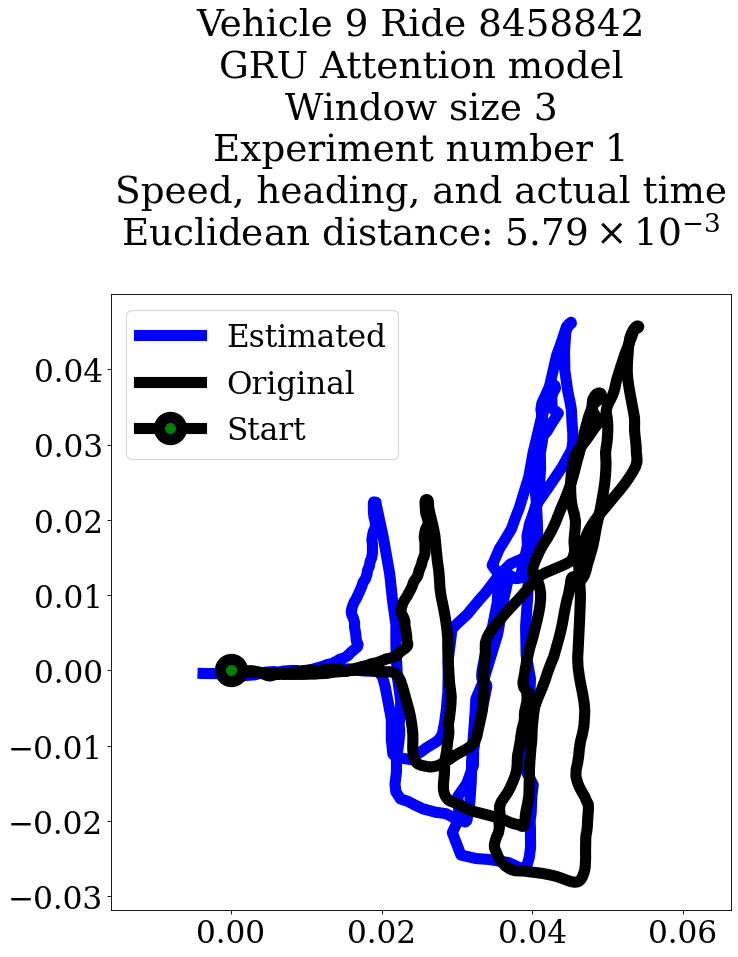 Vehicle 9 Ride 8458842
GRU Attention model
Window size 3
Experiment number 1
Speed, heading, and actual time
Euclidean distance: 5.79 × 10⁻³
Estimated
Original
Start
0.04
0.03
0.02
0.01
0.00
−0.01
−0.02
−0.03
0.00 0.02 0.04 0.06